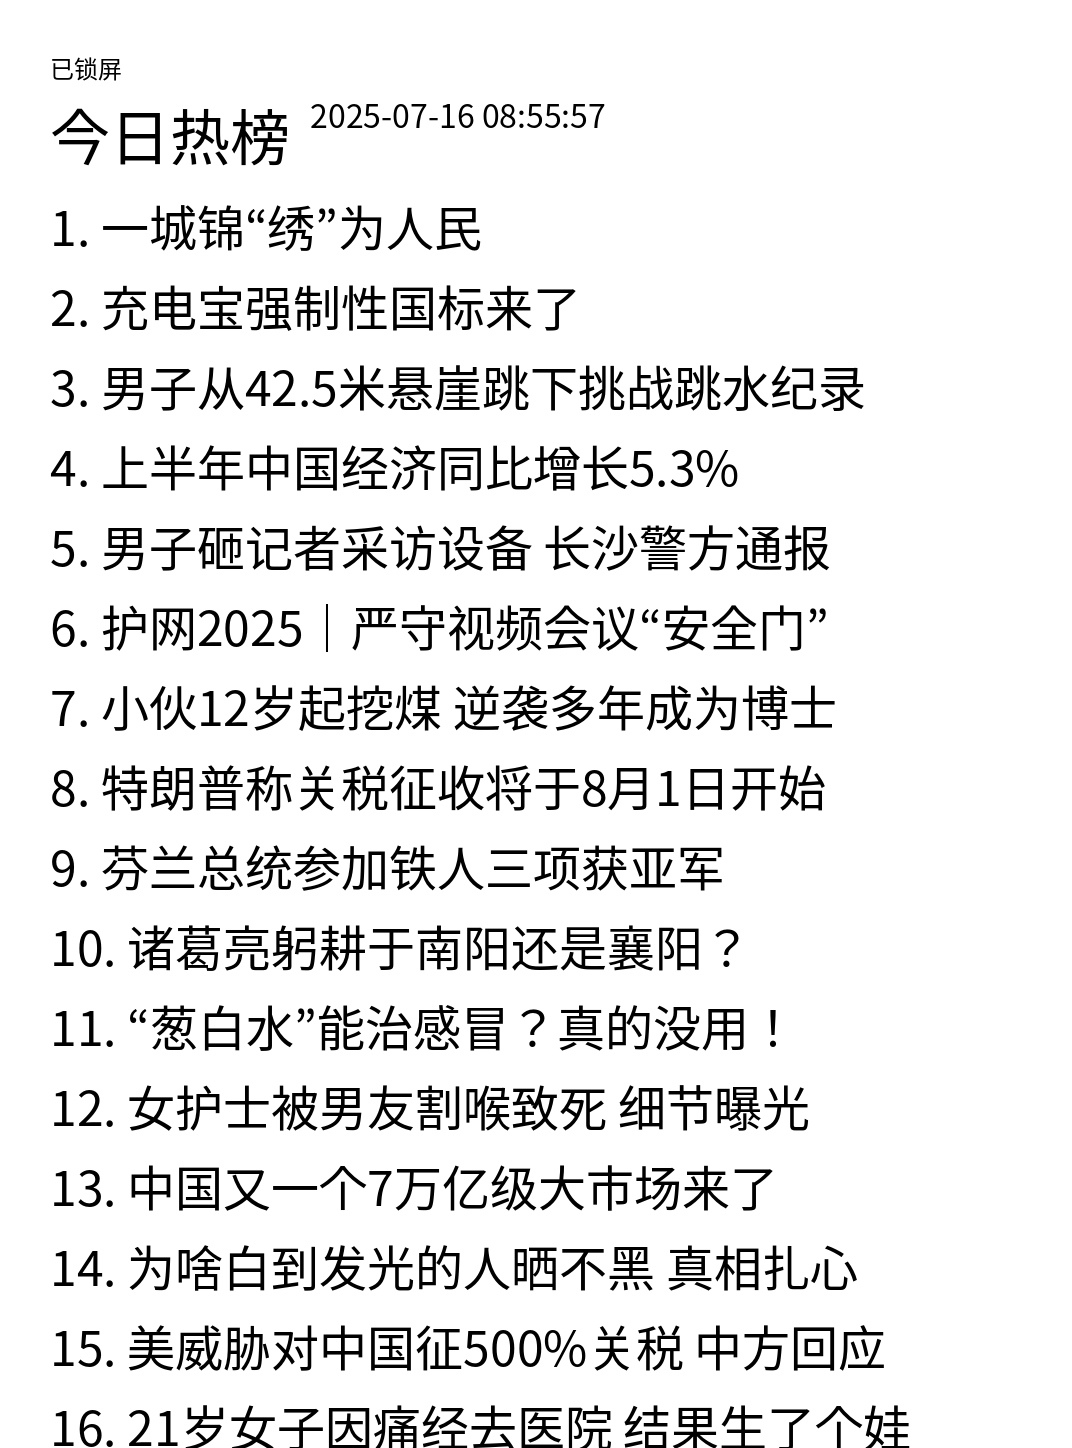 已锁屏
今日热榜 2025-07-16 08:55:57
1. 一城锦“绣”为人民
2. 充电宝强制性国标来了
3. 男子从42.5米悬崖跳下挑战跳水纪录
4. 上半年中国经济同比增长5.3%
5. 男子砸记者采访设备 长沙警方通报
6. 护网2025｜严守视频会议“安全门”
7. 小伙12岁起挖煤 逆袭多年成为博士
8. 特朗普称关税征收将于8月1日开始
9. 芬兰总统参加铁人三项获亚军
10. 诸葛亮躬耕于南阳还是襄阳？
11. “葱白水”能治感冒？真的没用！
12. 女护士被男友割喉致死 细节曝光
13. 中国又一个7万亿级大市场来了
14. 为啥白到发光的人晒不黑 真相扎心
15. 美威胁对中国征500%关税 中方回应
16. 21岁女子因痛经去医院 结果生了个娃